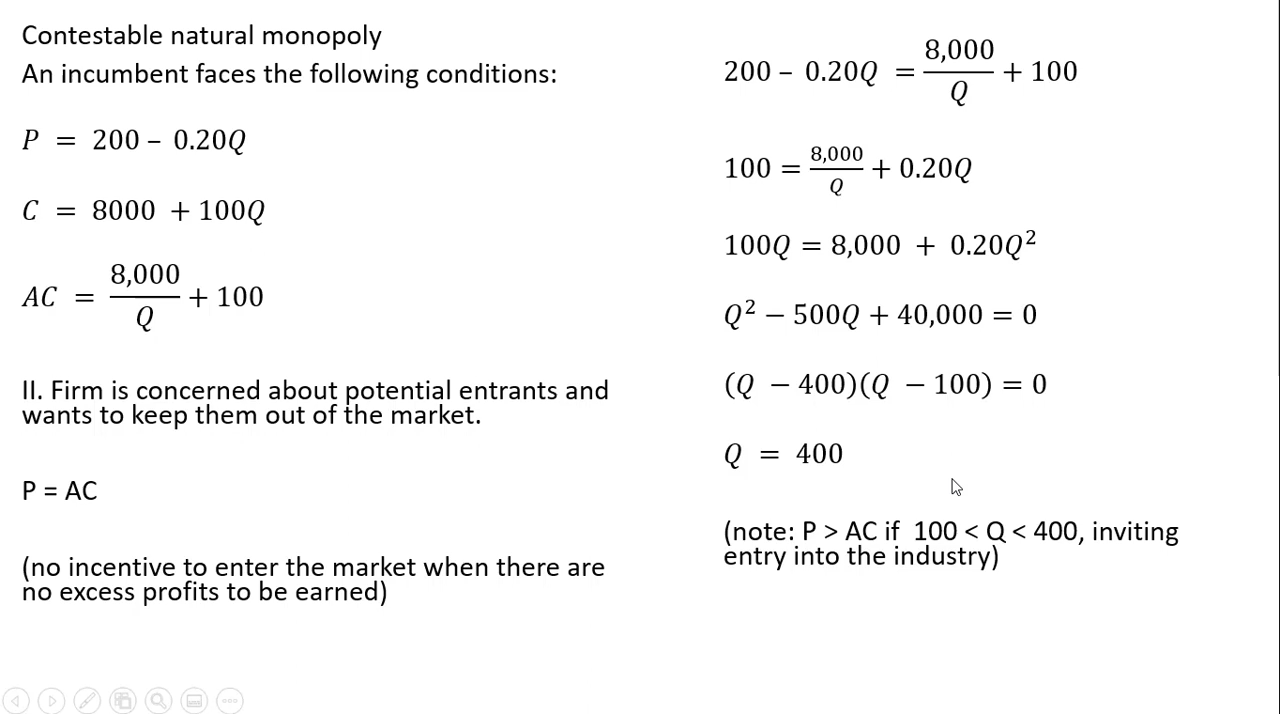 Contestable natural monopoly
An incumbent faces the following conditions:
P = 200 – 0.20Q
C = 8000 + 100Q
AC = 8,000/Q + 100
II. Firm is concerned about potential entrants and
wants to keep them out of the market.
P = AC
(no incentive to enter the market when there are
no excess profits to be earned)
200 – 0.20Q = 8,000/Q + 100
100 = 8,000/Q + 0.20Q
100Q = 8,000 + 0.20Q²
Q² − 500Q + 40,000 = 0
(Q − 400)(Q − 100) = 0
Q = 400
(note: P > AC if 100 < Q < 400, inviting
entry into the industry)